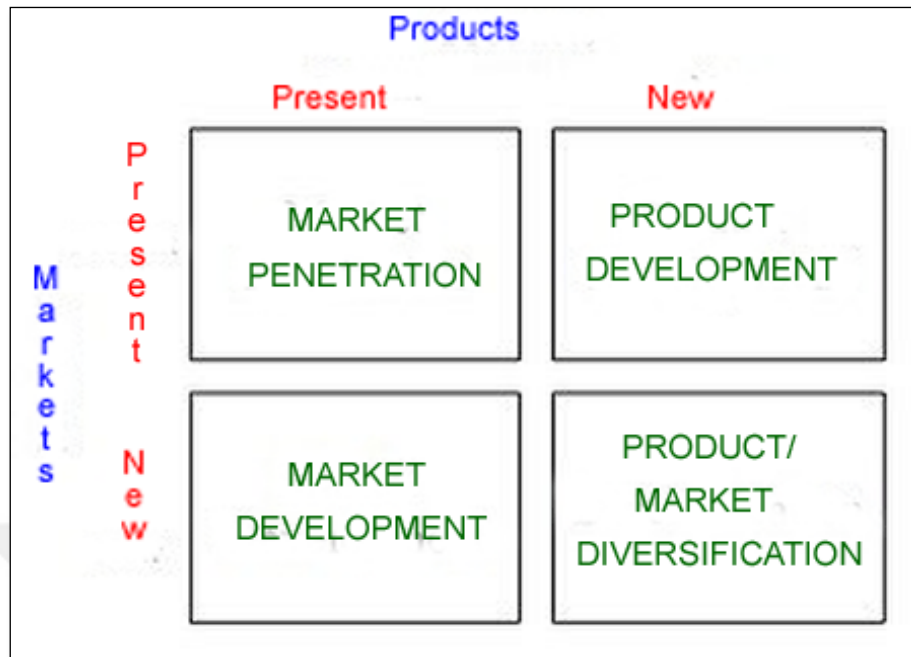 Products
Present
New
Markets
Present
MARKET
PENETRATION
PRODUCT
DEVELOPMENT
New
MARKET
DEVELOPMENT
PRODUCT/
MARKET
DIVERSIFICATION